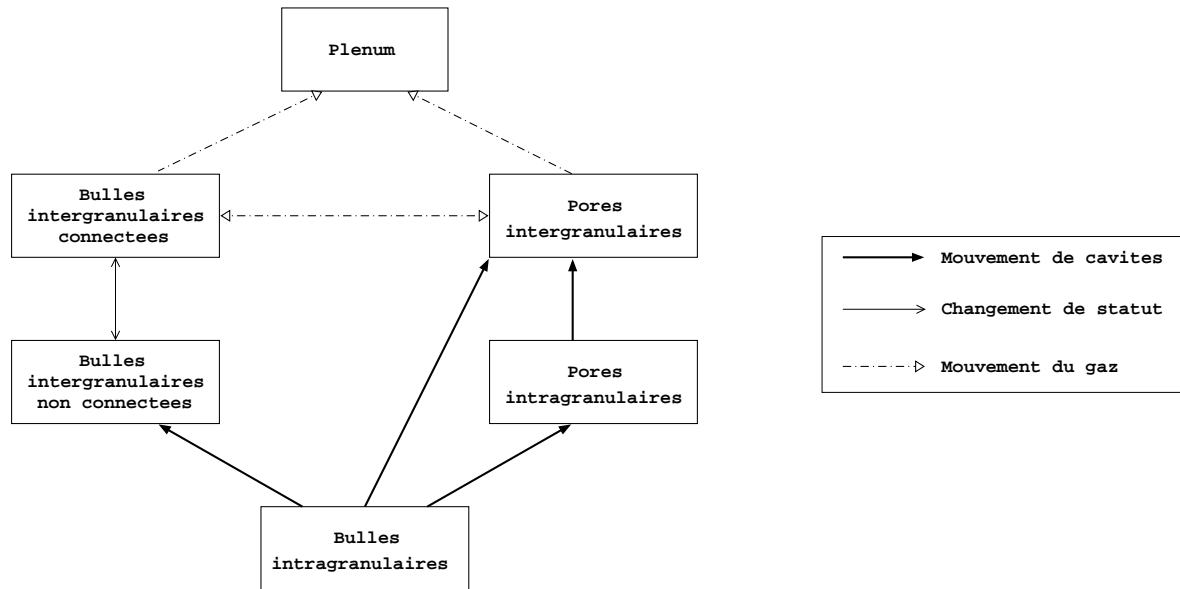 Plenum
Bulles
intergranulaires
connectees
Pores
intergranulaires
Bulles
intergranulaires
non connectees
Pores
intragranulaires
Bulles
intragranulaires
Mouvement de cavites
Changement de statut
Mouvement du gaz